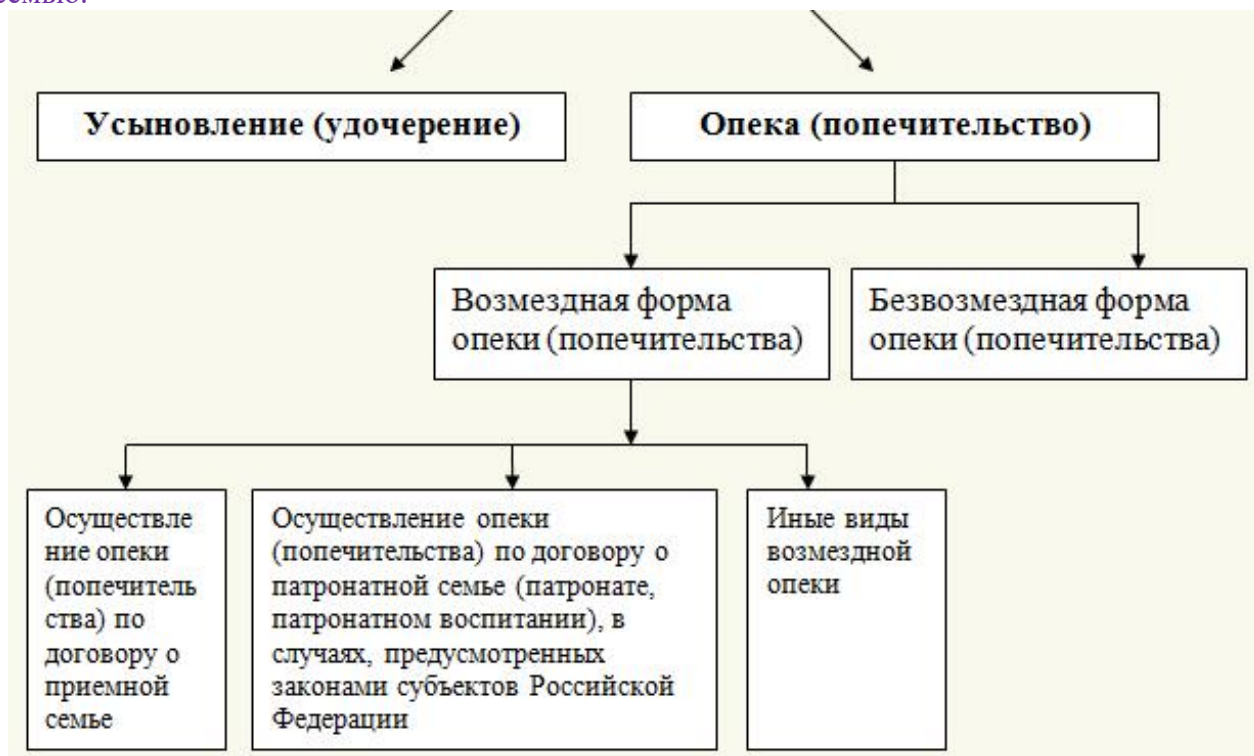 Усыновление (удочерение)
Опека (попечительство)
Возмездная форма
опеки (попечительства)
Безвозмездная форма
опеки (попечительства)
Осуществле
ние опеки
(попечитель
ства) по
договору о
приемной
семье
Осуществление опеки
(попечительства) по договору о
патронатной семье (патронате,
патронатном воспитании), в
случаях, предусмотренных
законами субъектов Российской
Федерации
Иные виды
возмездной
опеки